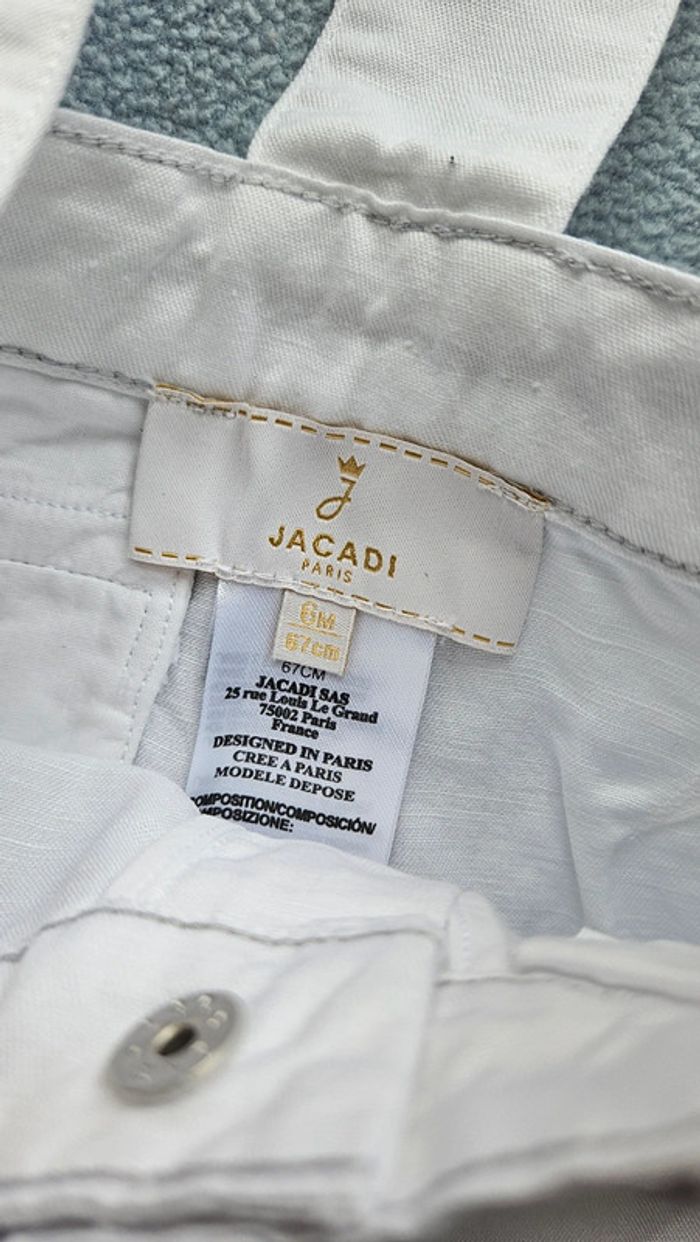 J
JACADI
PARIS
6M
67cm
67CM
JACADI SAS
25 rue Louis Le Grand
75002 Paris
France
DESIGNED IN PARIS
CREE A PARIS
MODELE DEPOSE
COMPOSITION/COMPOSICIÓN/